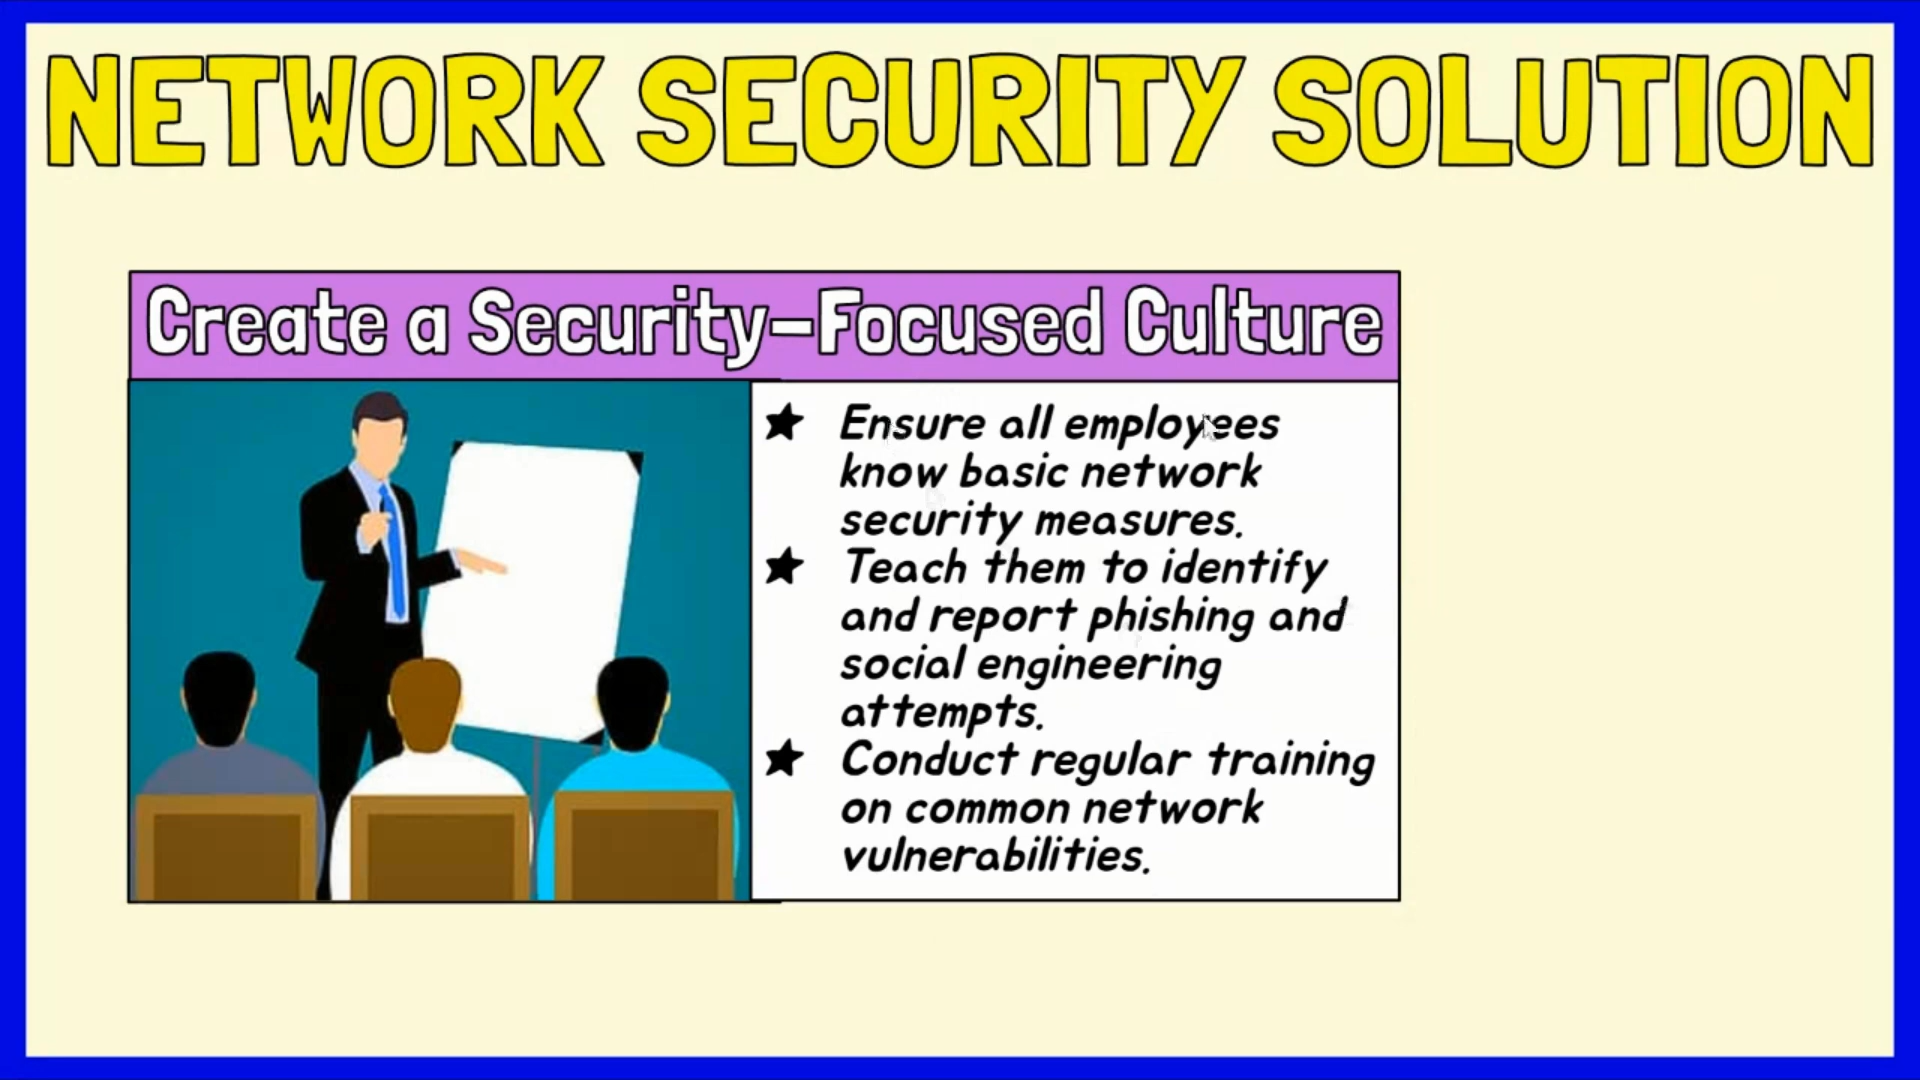 NETWORK SECURITY SOLUTION
Create a Security-Focused Culture
★ Ensure all employees
know basic network
security measures.
★ Teach them to identify
and report phishing and
social engineering
attempts.
★ Conduct regular training
on common network
vulnerabilities.